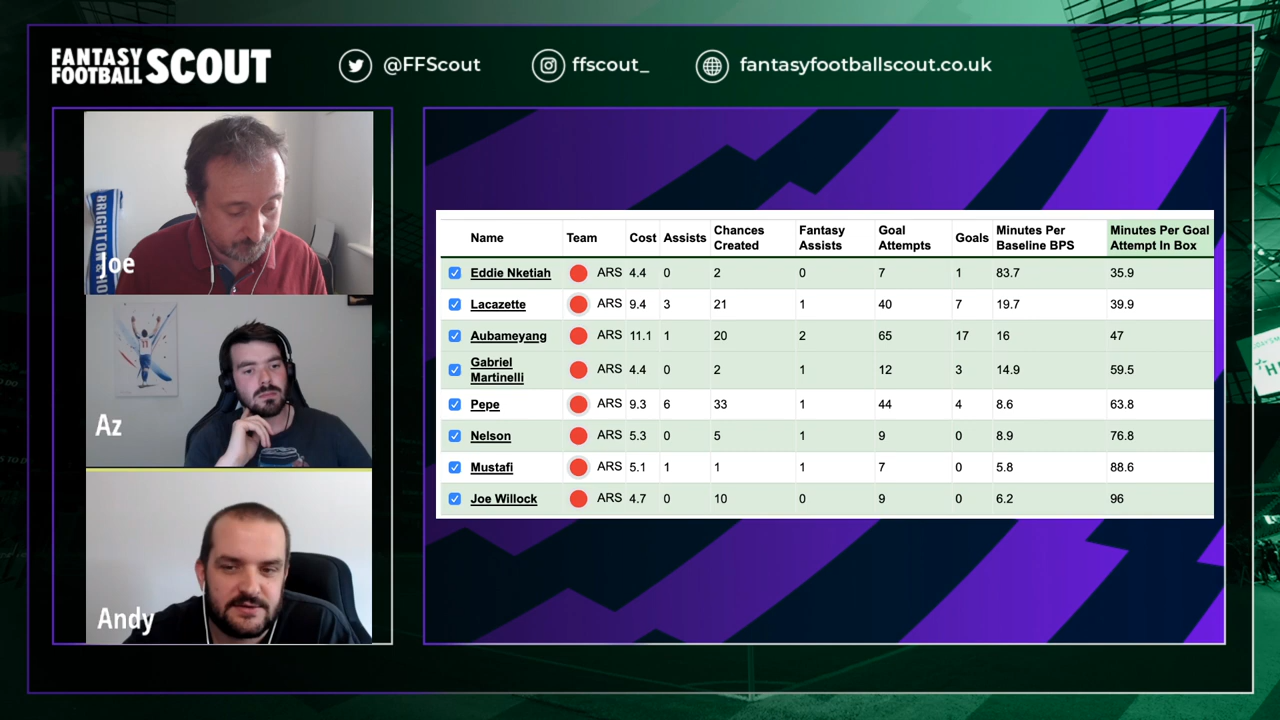 FANTASY
FOOTBALL
SCOUT
@FFScout
ffscout_
fantasyfootballscout.co.uk
BRIGHTON & HO
Joe
Az
Andy
Name Team Cost Assists Chances Created Fantasy Assists Goal Attempts Goals Minutes Per Baseline BPS Minutes Per Goal Attempt In Box
Eddie Nketiah ARS 4.4 0 2 0 7 1 83.7 35.9
Lacazette ARS 9.4 3 21 1 40 7 19.7 39.9
Aubameyang ARS 11.1 1 20 2 65 17 16 47
Gabriel Martinelli ARS 4.4 0 2 1 12 3 14.9 59.5
Pepe ARS 9.3 6 33 1 44 4 8.6 63.8
Nelson ARS 5.3 0 5 1 9 0 8.9 76.8
Mustafi ARS 5.1 1 1 1 7 0 5.8 88.6
Joe Willock ARS 4.7 0 10 0 9 0 6.2 96